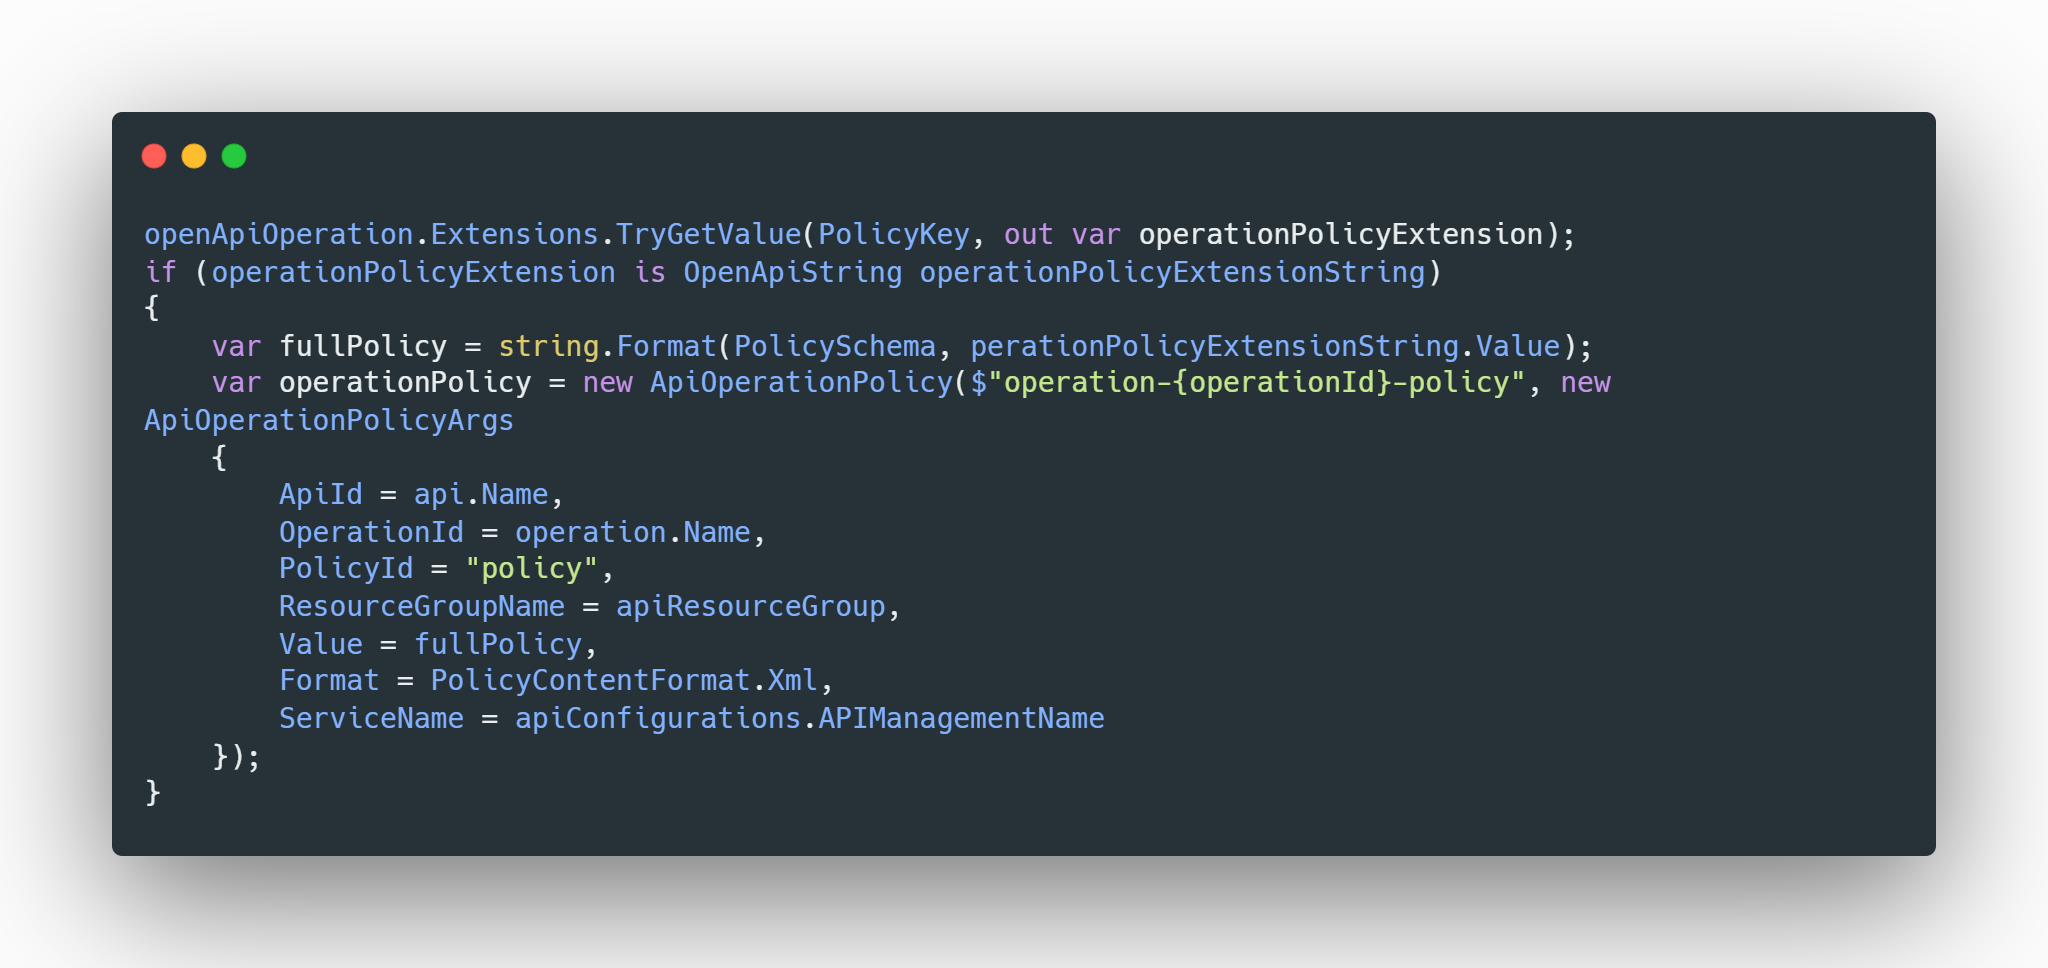 openApiOperation.Extensions.TryGetValue(PolicyKey, out var operationPolicyExtension);
if (operationPolicyExtension is OpenApiString operationPolicyExtensionString)
{
    var fullPolicy = string.Format(PolicySchema, perationPolicyExtensionString.Value);
    var operationPolicy = new ApiOperationPolicy($"operation-{operationId}-policy", new
ApiOperationPolicyArgs
    {
        ApiId = api.Name,
        OperationId = operation.Name,
        PolicyId = "policy",
        ResourceGroupName = apiResourceGroup,
        Value = fullPolicy,
        Format = PolicyContentFormat.Xml,
        ServiceName = apiConfigurations.APIManagementName
    });
}